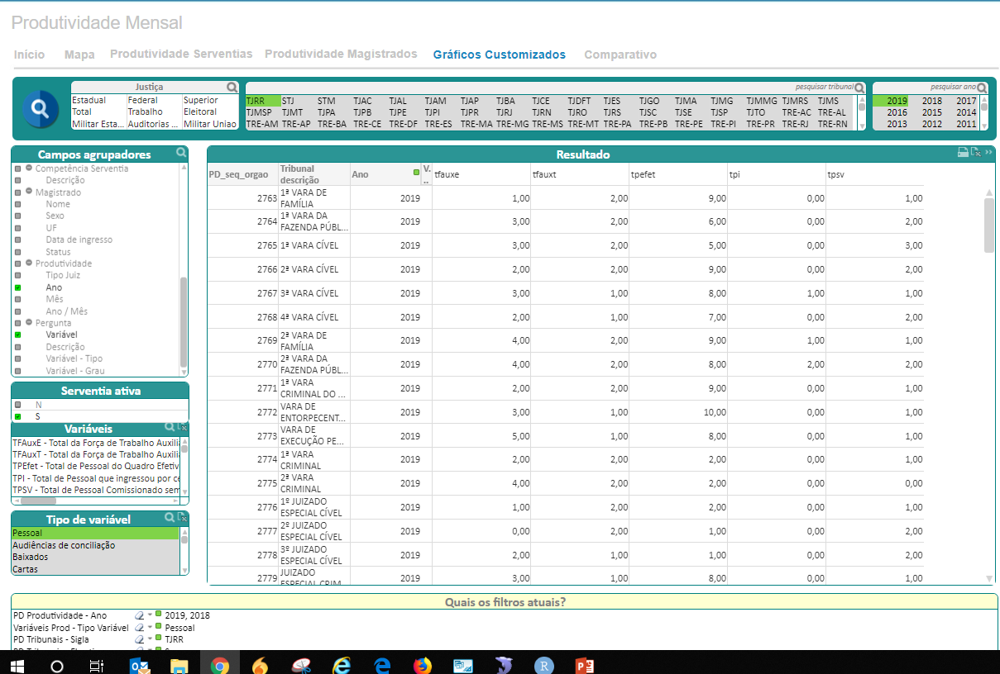 Produtividade Mensal
Início Mapa Produtividade Serventias Produtividade Magistrados Gráficos Customizados Comparativo
Justiça
Estadual Federal Superior
Total Trabalho Eleitoral
Militar Esta... Auditorias ... Militar Uniao
pesquisar tribunal
TJRR STJ STM TJAC TJAL TJAM TJAP TJBA TJCE TJDFT TJES TJGO TJMA TJMG TJMMG TJMRS TJMS
TJMSP TJMT TJPA TJPB TJPE TJPI TJPR TJRJ TJRN TJRO TJRS TJSC TJSE TJSP TJTO TRE-AC TRE-AL
TRE-AM TRE-AP TRE-BA TRE-CE TRE-DF TRE-ES TRE-MA TRE-MG TRE-MS TRE-MT TRE-PA TRE-PB TRE-PE TRE-PI TRE-PR TRE-RJ TRE-RN
pesquisar ano
2019 2018 2017
2016 2015 2014
2013 2012 2011
Campos agrupadores
Competência Serventia
Descrição
Magistrado
Nome
Sexo
UF
Data de ingresso
Status
Produtividade
Tipo Juiz
Ano
Mês
Ano / Mês
Pergunta
Variável
Descrição
Variável - Tipo
Variável - Grau
Serventia ativa
N
S
Variáveis
TFAuxE - Total da Força de Trabalho Auxili
TFAuxT - Total da Força de Trabalho Auxili
TPEfet - Total de Pessoal do Quadro Efetiv
TPI - Total de Pessoal que ingressou por ce
TPSV - Total de Pessoal Comissionado sem
Tipo de variável
Pessoal
Audiências de conciliação
Baixados
Cartas
Resultado
PD_seq_orgao Tribunal descrição Ano V... tfauxe tfauxt tpefet tpi tpsv
2763 1ª VARA DE FAMÍLIA 2019 1,00 2,00 9,00 0,00 1,00
2764 1ª VARA DA FAZENDA PÚBL... 2019 3,00 2,00 6,00 0,00 2,00
2765 1ª VARA CÍVEL 2019 3,00 2,00 5,00 0,00 3,00
2766 2ª VARA CÍVEL 2019 2,00 2,00 9,00 0,00 2,00
2767 3ª VARA CÍVEL 2019 3,00 1,00 8,00 1,00 1,00
2768 4ª VARA CÍVEL 2019 2,00 1,00 7,00 0,00 2,00
2769 2ª VARA DE FAMÍLIA 2019 4,00 2,00 9,00 1,00 1,00
2770 2ª VARA DA FAZENDA PÚBL... 2019 4,00 2,00 8,00 2,00 2,00
2771 1ª VARA CRIMINAL DO ... 2019 2,00 2,00 9,00 0,00 1,00
2772 VARA DE ENTORPECENT... 2019 3,00 1,00 10,00 0,00 1,00
2773 VARA DE EXECUÇÃO PE... 2019 5,00 1,00 8,00 0,00 1,00
2774 1ª VARA CRIMINAL 2019 2,00 2,00 2,00 0,00 1,00
2775 2ª VARA CRIMINAL 2019 4,00 2,00 2,00 0,00 0,00
2776 1º JUIZADO ESPECIAL CÍVEL 2019 1,00 2,00 2,00 0,00 1,00
2777 2º JUIZADO ESPECIAL CÍVEL 2019 0,00 2,00 1,00 0,00 2,00
2778 3º JUIZADO ESPECIAL CÍVEL 2019 2,00 1,00 1,00 0,00 2,00
2779 JUIZADO ESPECIAL CRIM 2019 3,00 1,00 8,00 0,00 1,00
Quais os filtros atuais?
PD Produtividade - Ano 2019, 2018
Variáveis Prod - Tipo Variável Pessoal
PD Tribunais - Sigla TJRR